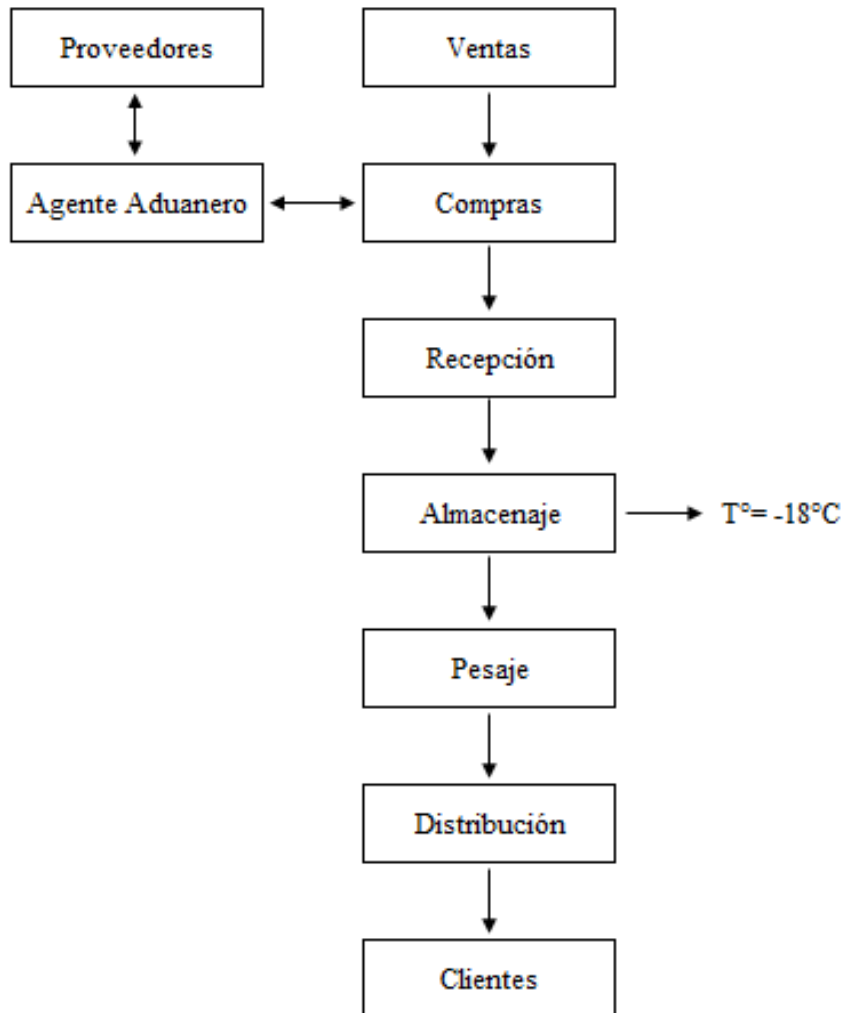 Proveedores
Ventas
Agente Aduanero
Compras
Recepción
Almacenaje
T°= -18°C
Pesaje
Distribución
Clientes